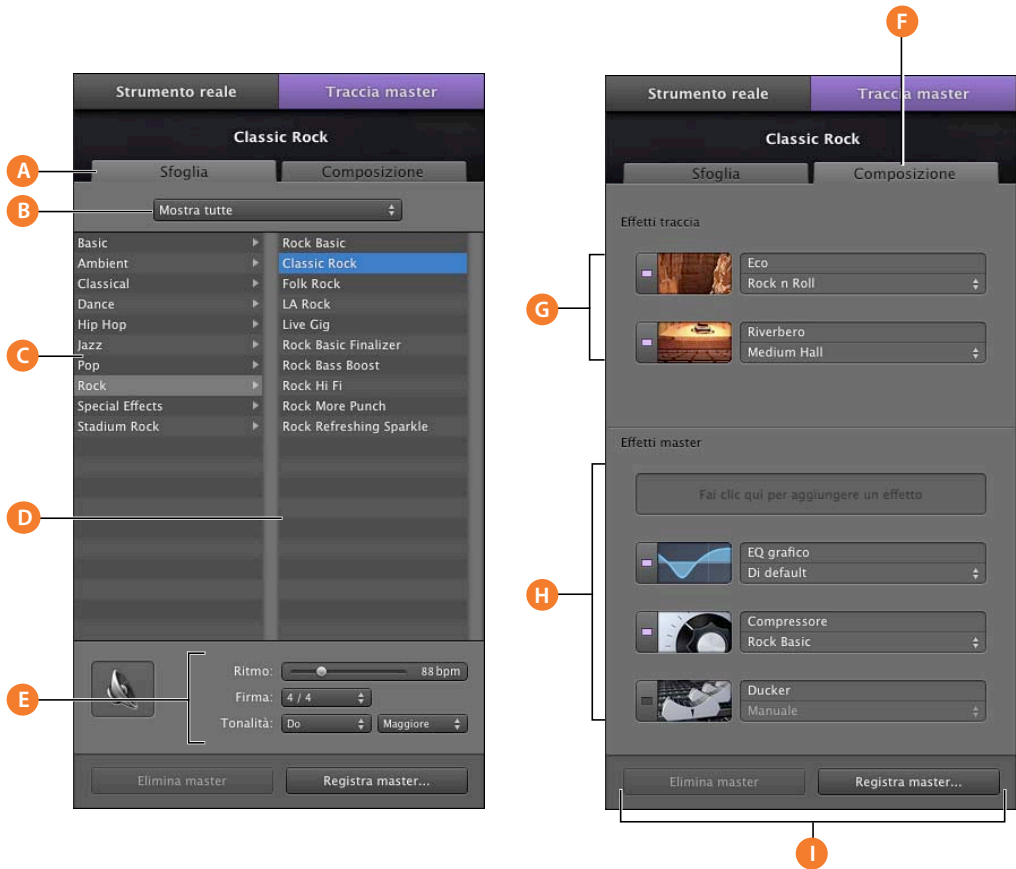 F
Strumento reale
Traccia master
Classic Rock
A
Sfoglia
Composizione
B
Mostra tutte
Basic
Ambient
Classical
Dance
Hip Hop
C
Jazz
Pop
Rock
Special Effects
Stadium Rock
Rock Basic
Classic Rock
Folk Rock
LA Rock
Live Gig
Rock Basic Finalizer
Rock Bass Boost
Rock Hi Fi
Rock More Punch
Rock Refreshing Sparkle
D
E
Ritmo: 88 bpm
Firma: 4 / 4
Tonalità: Do Maggiore
Elimina master
Registra master...
Strumento reale
Traccia master
Classic Rock
Sfoglia
Composizione
Effetti traccia
G
Eco
Rock n Roll
Riverbero
Medium Hall
Effetti master
Fai clic qui per aggiungere un effetto
H
EQ grafico
Di default
Compressore
Rock Basic
Ducker
Manuale
Elimina master
Registra master...
I